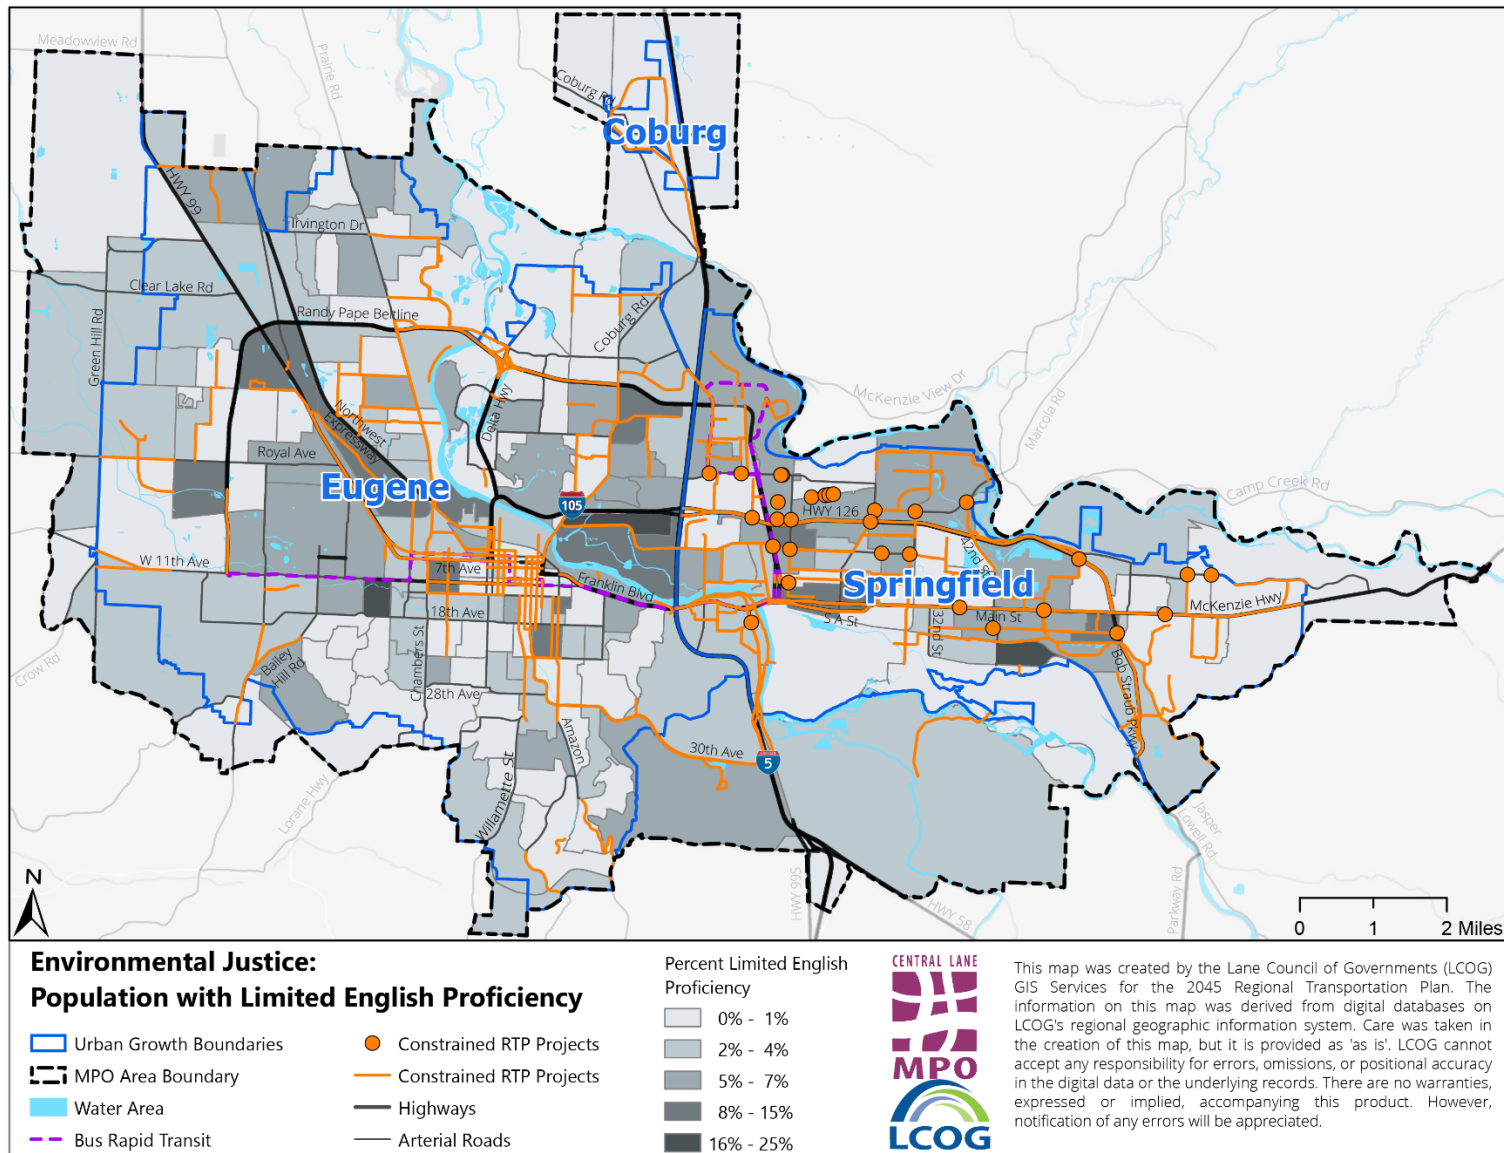 Meadowview Rd
Prairie Rd
Coburg Rd
Coburg
HWY 99
Irvington Dr
Clear Lake Rd
Randy Pape Beltline
Coburg Rd
Green Hill Rd
Delta Hwy
McKenzie View Dr
Marcola Rd
Northwest
Expressway
Royal Ave
Eugene
105
HWY 126
Camp Creek Rd
W 11th Ave
7th Ave
Franklin Blvd
42nd St
Springfield
McKenzie Hwy
18th Ave
S A St
32nd St
Main St
Crow Rd
Bailey
Hill Rd
Chambers St
28th Ave
Bob Straub Pkwy
Willamette St
Amazon
30th Ave
5
Lorane Hwy
Jasper
Lowell Rd
HWY 99S
HWY 58
Parkway Rd
N
0 1 2 Miles
Environmental Justice:
Population with Limited English Proficiency
Urban Growth Boundaries
MPO Area Boundary
Water Area
Bus Rapid Transit
Constrained RTP Projects
Constrained RTP Projects
Highways
Arterial Roads
Percent Limited English
Proficiency
0% - 1%
2% - 4%
5% - 7%
8% - 15%
16% - 25%
CENTRAL LANE
MPO
LCOG
This map was created by the Lane Council of Governments (LCOG)
GIS Services for the 2045 Regional Transportation Plan. The
information on this map was derived from digital databases on
LCOG's regional geographic information system. Care was taken in
the creation of this map, but it is provided as 'as is'. LCOG cannot
accept any responsibility for errors, omissions, or positional accuracy
in the digital data or the underlying records. There are no warranties,
expressed or implied, accompanying this product. However,
notification of any errors will be appreciated.